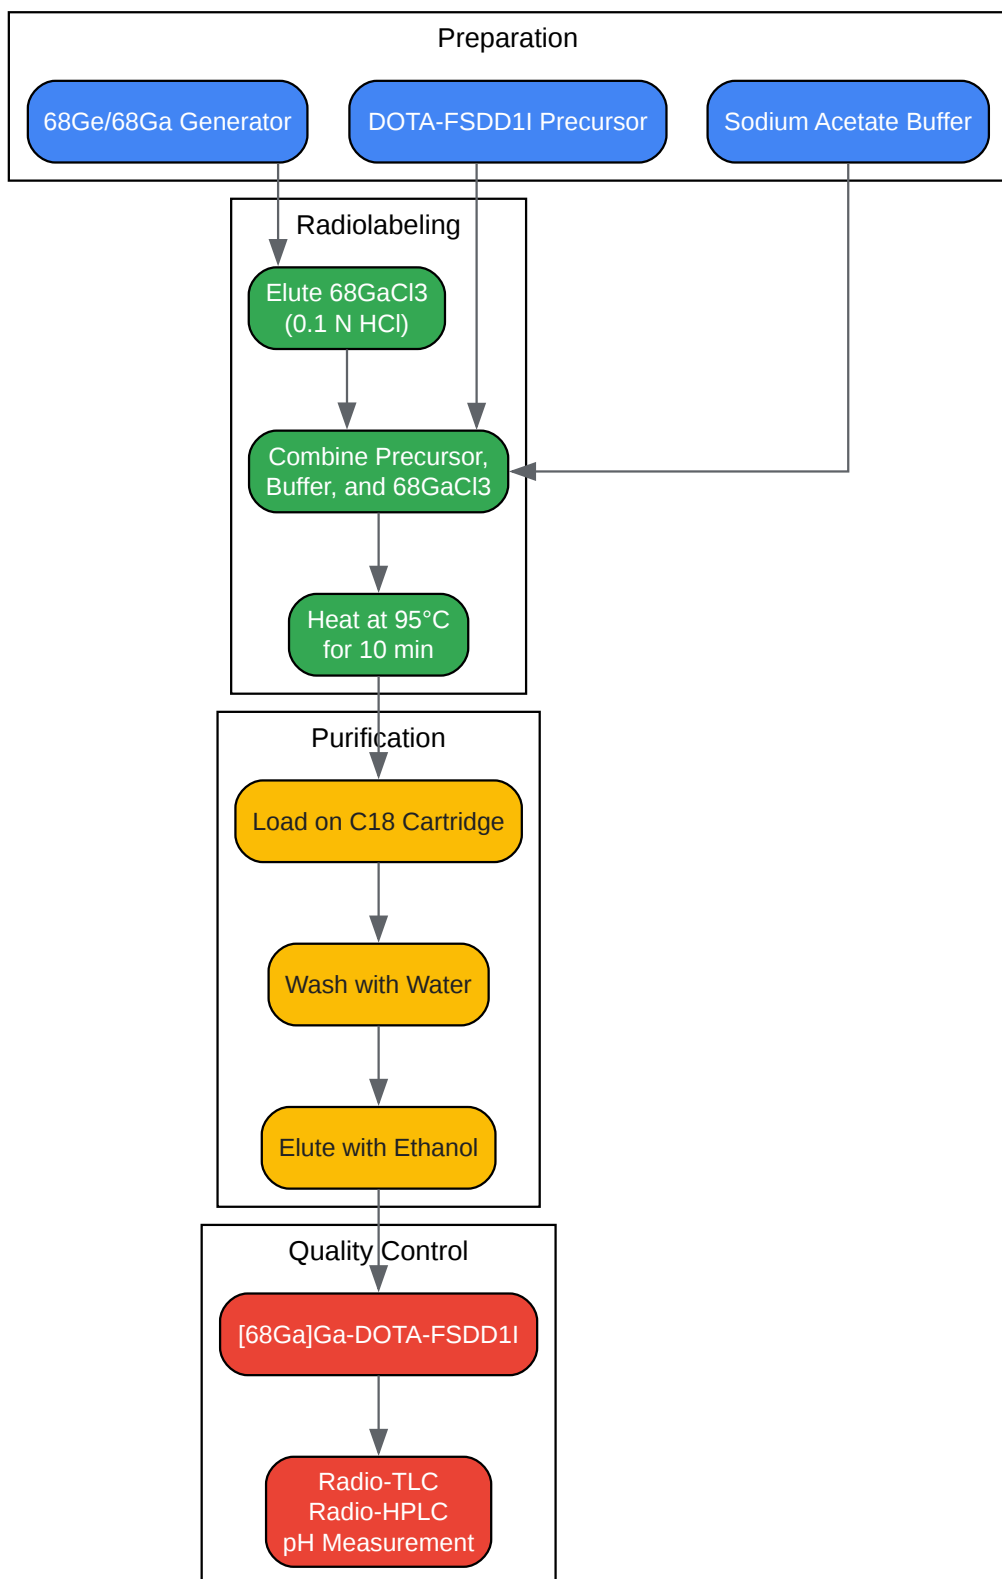 Preparation
68Ge/68Ga Generator
DOTA-FSDD1I Precursor
Sodium Acetate Buffer
Radiolabeling
Elute 68GaCl3
(0.1 N HCl)
Combine Precursor,
Buffer, and 68GaCl3
Heat at 95°C
for 10 min
Purification
Load on C18 Cartridge
Wash with Water
Elute with Ethanol
Quality Control
[68Ga]Ga-DOTA-FSDD1I
Radio-TLC
Radio-HPLC
pH Measurement